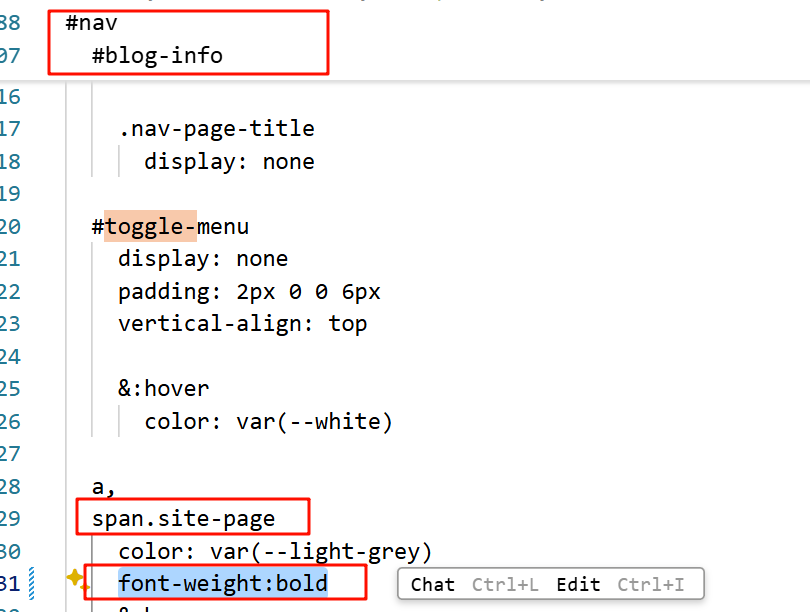 88 #nav
07 #blog-info
16
17 .nav-page-title
18 display: none
19
20 #toggle-menu
21 display: none
22 padding: 2px 0 0 6px
23 vertical-align: top
24
25 &:hover
26 color: var(--white)
27
28 a,
29 span.site-page
30 color: var(--light-grey)
31 font-weight:bold
Chat Ctrl+L Edit Ctrl+I